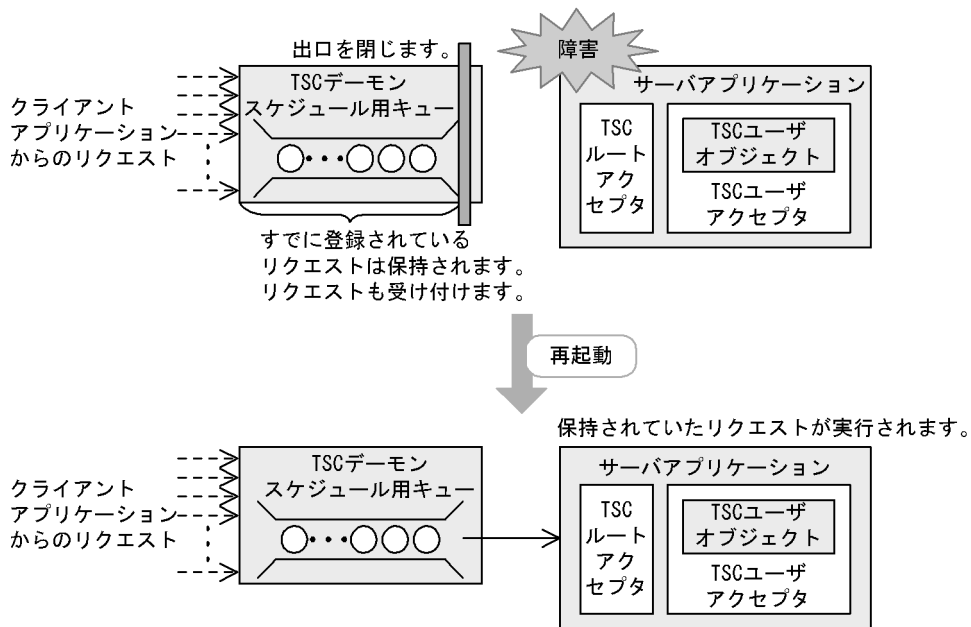 出口を閉じます。
障害
TSCデーモン
スケジュール用キュー
クライアント
アプリケーション
からのリクエスト
サーバアプリケーション
TSC
ルート
アク
セプタ
TSCユーザ
オブジェクト
TSCユーザ
アクセプタ
すでに登録されている
リクエストは保持されます。
リクエストも受け付けます。
再起動
保持されていたリクエストが実行されます。
TSCデーモン
スケジュール用キュー
クライアント
アプリケーション
からのリクエスト
サーバアプリケーション
TSC
ルート
アク
セプタ
TSCユーザ
オブジェクト
TSCユーザ
アクセプタ